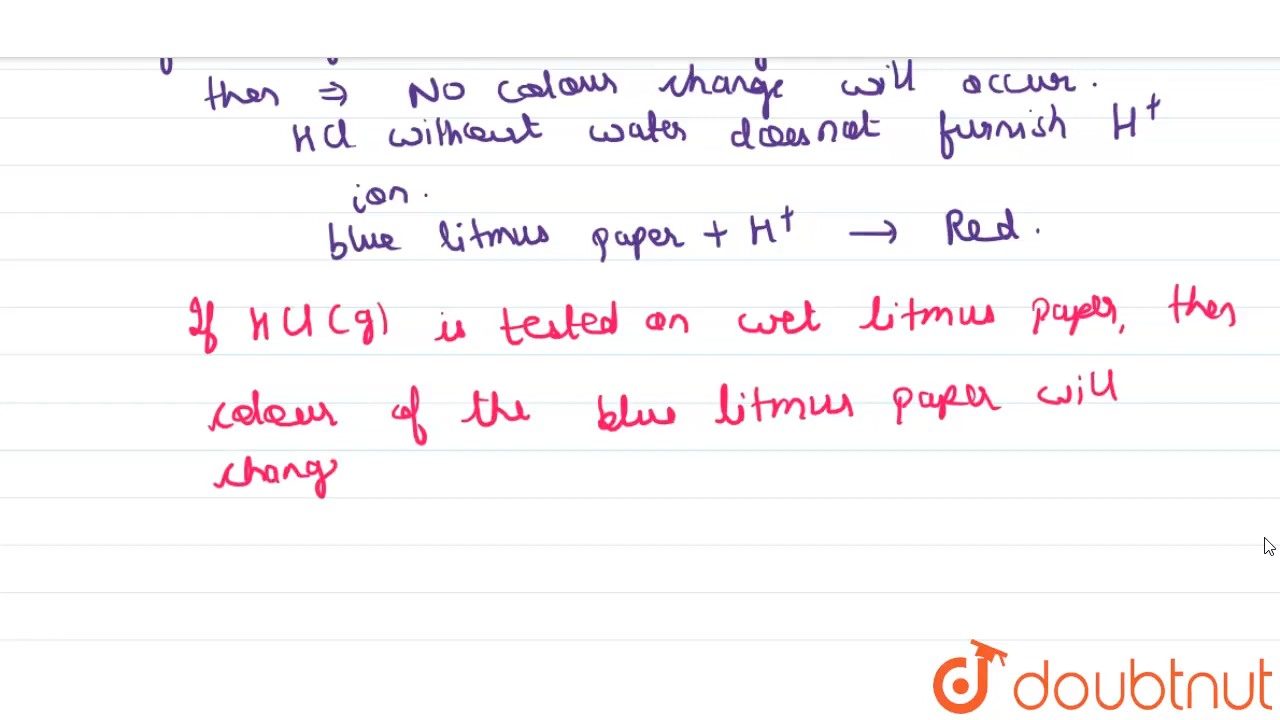 then ⇒ No colour change will occur.
HCl without water doesnot furnish H⁺
ion.
blue litmus paper + H⁺ → Red.
If HCl(g) is tested on wet litmus paper, then
colour of the blue litmus paper will
chang
doubtnut